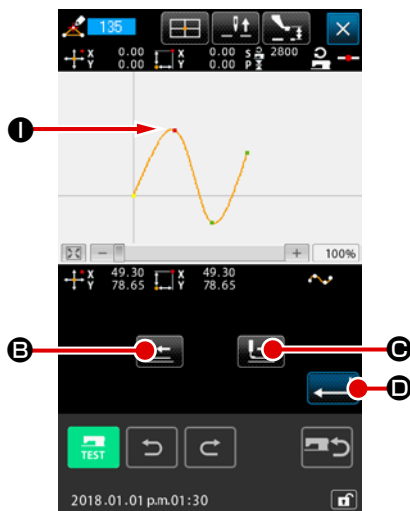 135
X 0.00 X 0.00 S 2800
Y 0.00 Y 0.00 P
I
100%
X 49.30 X 49.30
Y 78.65 Y 78.65
B
C
D
TEST
2018.01.01 p.m.01:30